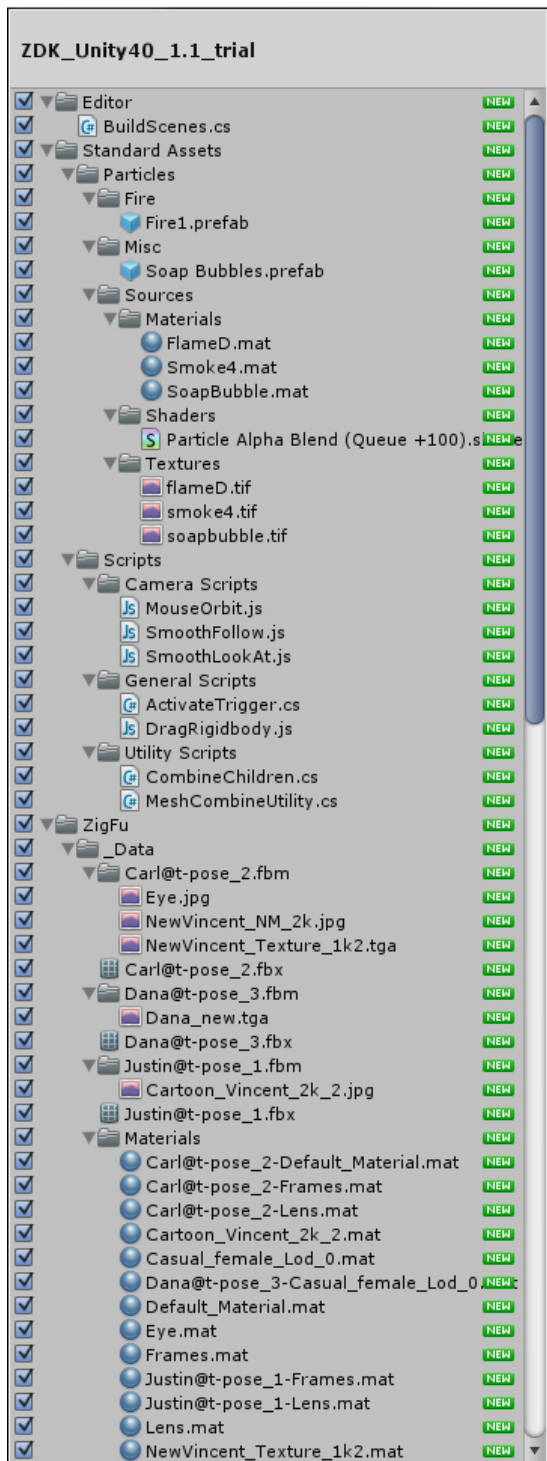 ZDK_Unity40_1.1_trial
Editor NEW
BuildScenes.cs NEW
Standard Assets NEW
Particles NEW
Fire NEW
Fire1.prefab NEW
Misc NEW
Soap Bubbles.prefab NEW
Sources NEW
Materials NEW
FlameD.mat NEW
Smoke4.mat NEW
SoapBubble.mat NEW
Shaders NEW
Particle Alpha Blend (Queue +100).s NEW e
Textures NEW
flameD.tif NEW
smoke4.tif NEW
soapbubble.tif NEW
Scripts NEW
Camera Scripts NEW
JS MouseOrbit.js NEW
JS SmoothFollow.js NEW
JS SmoothLookAt.js NEW
General Scripts NEW
C# ActivateTrigger.cs NEW
JS DragRigidbody.js NEW
Utility Scripts NEW
C# CombineChildren.cs NEW
C# MeshCombineUtility.cs NEW
ZigFu NEW
_Data NEW
Carl@t-pose_2.fbm NEW
Eye.jpg NEW
NewVincent_NM_2k.jpg NEW
NewVincent_Texture_1k2.tga NEW
Carl@t-pose_2.fbx NEW
Dana@t-pose_3.fbm NEW
Dana_new.tga NEW
Dana@t-pose_3.fbx NEW
Justin@t-pose_1.fbm NEW
Cartoon_Vincent_2k_2.jpg NEW
Justin@t-pose_1.fbx NEW
Materials NEW
Carl@t-pose_2-Default_Material.mat NEW
Carl@t-pose_2-Frames.mat NEW
Carl@t-pose_2-Lens.mat NEW
Cartoon_Vincent_2k_2.mat NEW
Casual_female_Lod_0.mat NEW
Dana@t-pose_3-Casual_female_Lod_0. NEW t
Default_Material.mat NEW
Eye.mat NEW
Frames.mat NEW
Justin@t-pose_1-Frames.mat NEW
Justin@t-pose_1-Lens.mat NEW
Lens.mat NEW
NewVincent_Texture_1k2.mat NEW